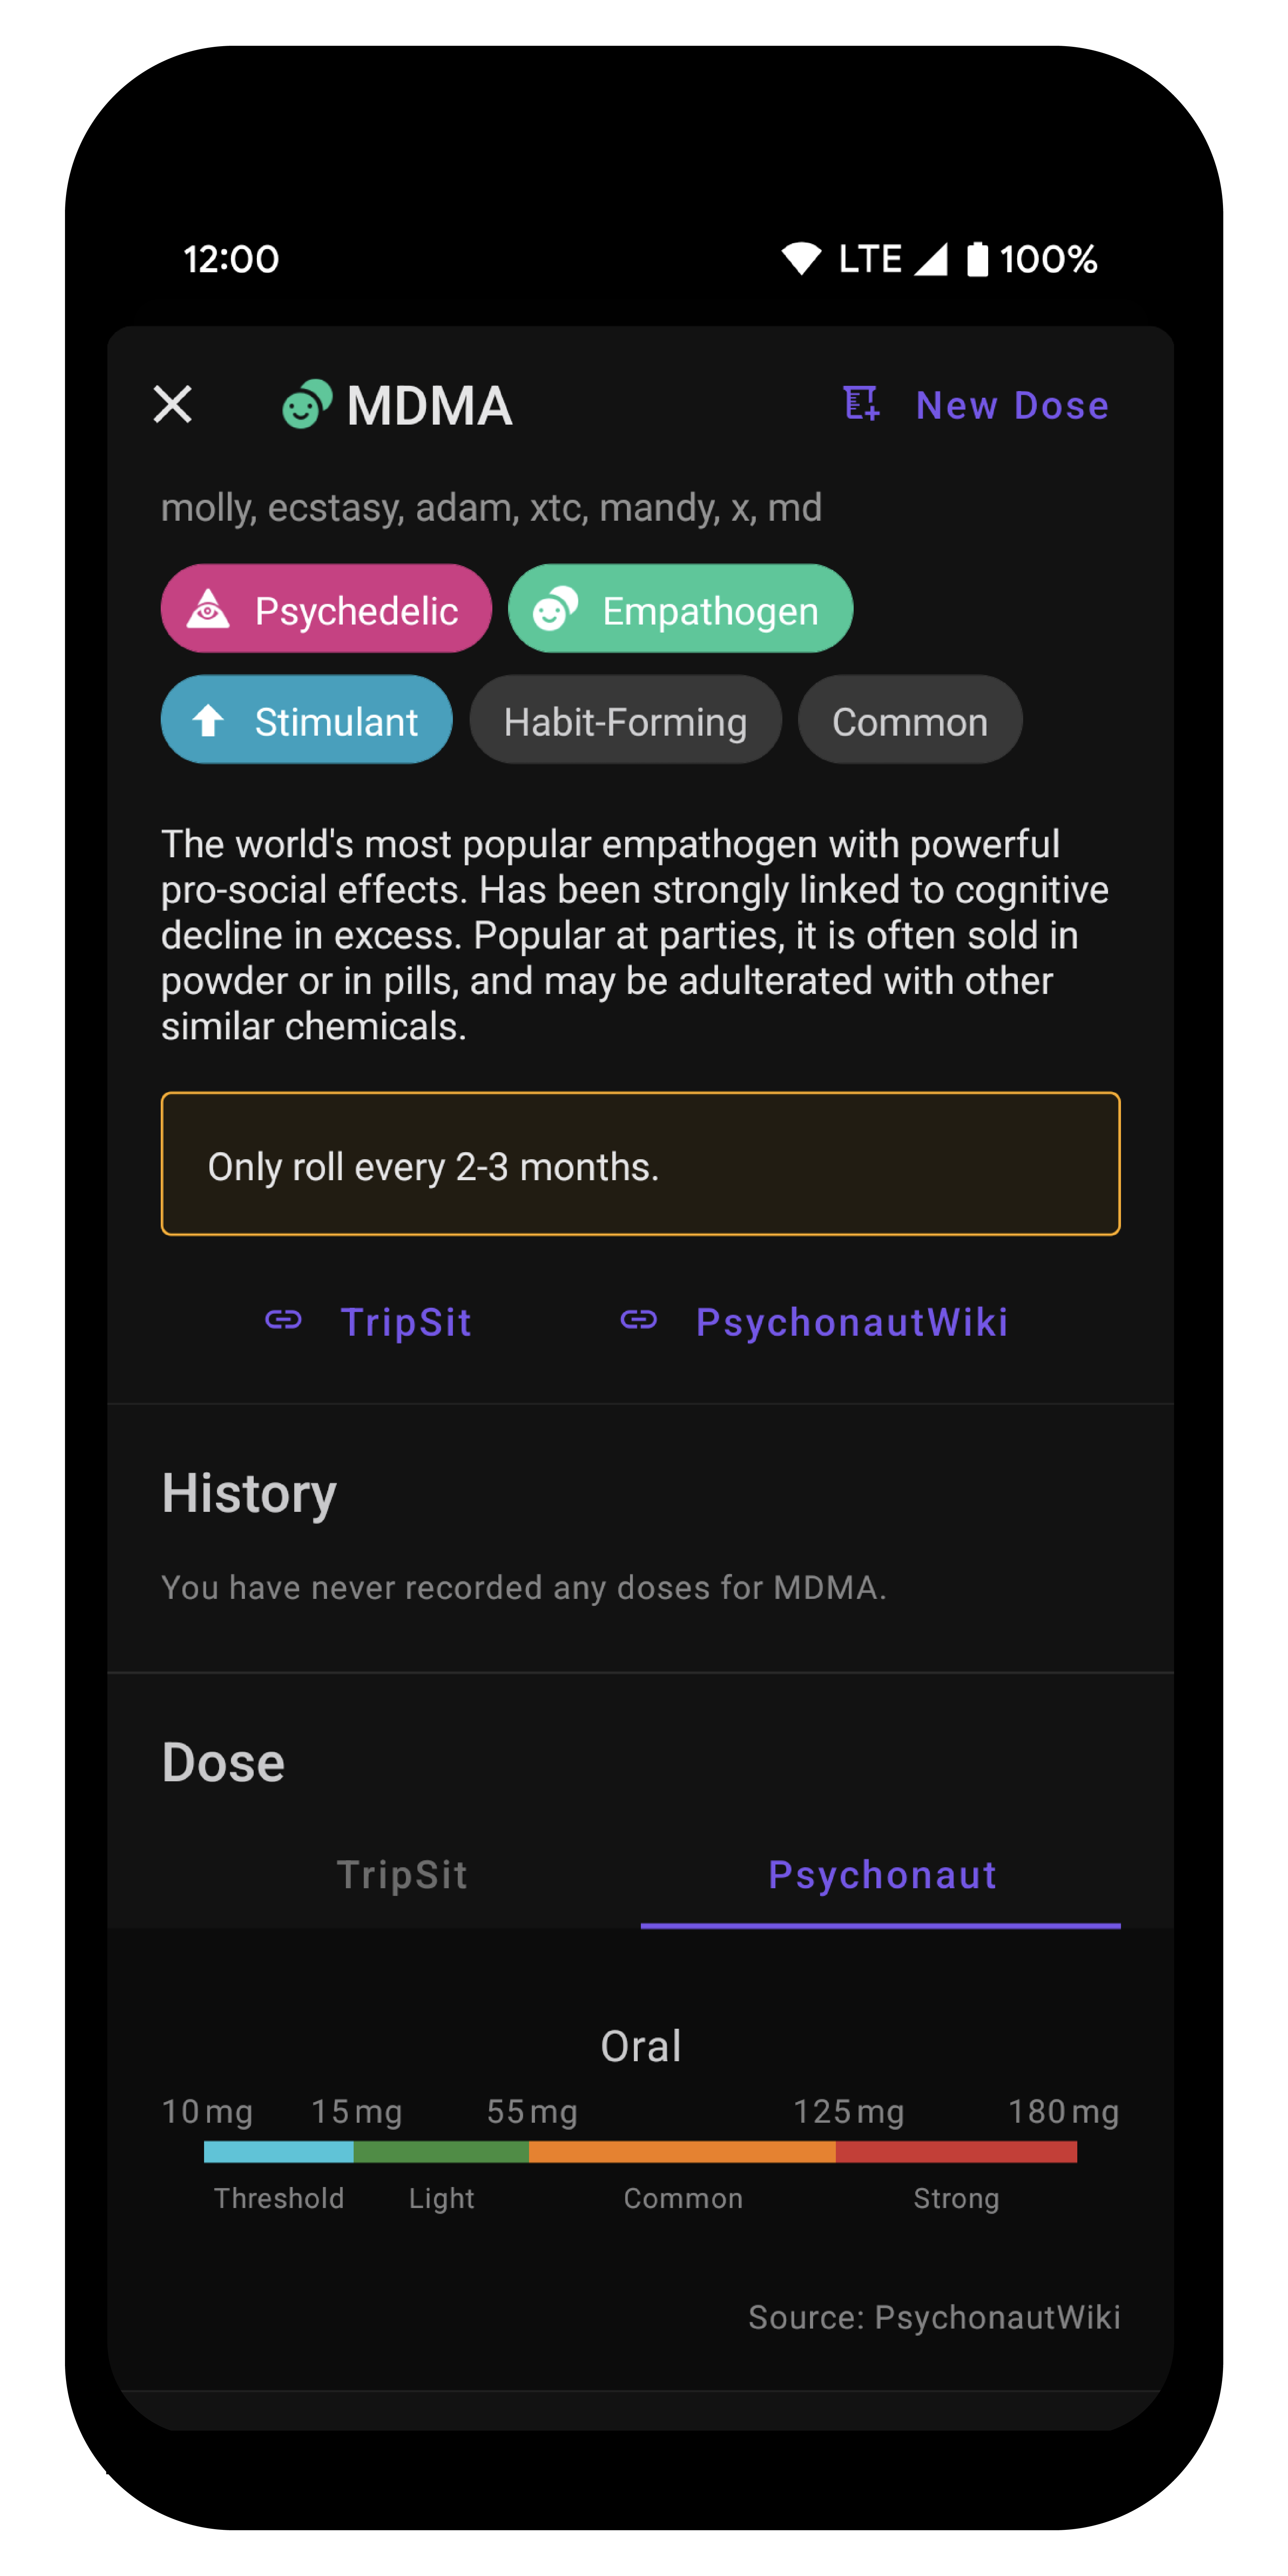 12:00 LTE 100%
MDMA New Dose
molly, ecstasy, adam, xtc, mandy, x, md
Psychedelic Empathogen
Stimulant Habit-Forming Common
The world's most popular empathogen with powerful
pro-social effects. Has been strongly linked to cognitive
decline in excess. Popular at parties, it is often sold in
powder or in pills, and may be adulterated with other
similar chemicals.
Only roll every 2-3 months.
TripSit PsychonautWiki
History
You have never recorded any doses for MDMA.
Dose
TripSit Psychonaut
Oral
10 mg 15 mg 55 mg 125 mg 180 mg
Threshold Light Common Strong
Source: PsychonautWiki